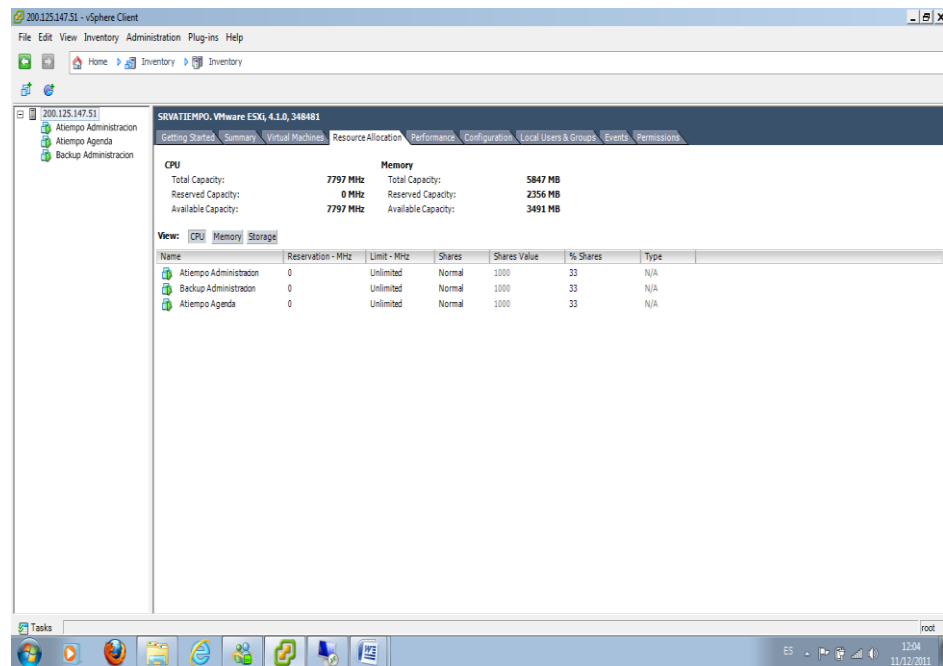 200.125.147.51 - vSphere Client
File Edit View Inventory Administration Plug-ins Help
Home Inventory Inventory
200.125.147.51
Atiempo Administracion
Atiempo Agenda
Backup Administracion
SRVATIEMPO. VMware ESXi, 4.1.0, 348481
Getting Started Summary Virtual Machines Resource Allocation Performance Configuration Local Users & Groups Events Permissions
CPU Memory
Total Capacity: 7797 MHz Total Capacity: 5847 MB
Reserved Capacity: 0 MHz Reserved Capacity: 2356 MB
Available Capacity: 7797 MHz Available Capacity: 3491 MB
View: CPU Memory Storage
Name Reservation - MHz Limit - MHz Shares Shares Value % Shares Type
Atiempo Administracion 0 Unlimited Normal 1000 33 N/A
Backup Administracion 0 Unlimited Normal 1000 33 N/A
Atiempo Agenda 0 Unlimited Normal 1000 33 N/A
Tasks root
ES 12:04
11/12/2011